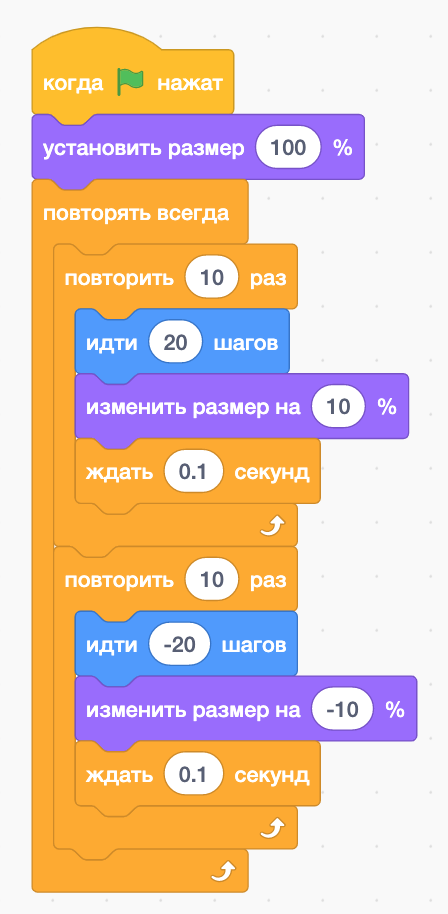 когда нажат
установить размер 100 %
повторять всегда
повторить 10 раз
идти 20 шагов
изменить размер на 10 %
ждать 0.1 секунд
повторить 10 раз
идти -20 шагов
изменить размер на -10 %
ждать 0.1 секунд